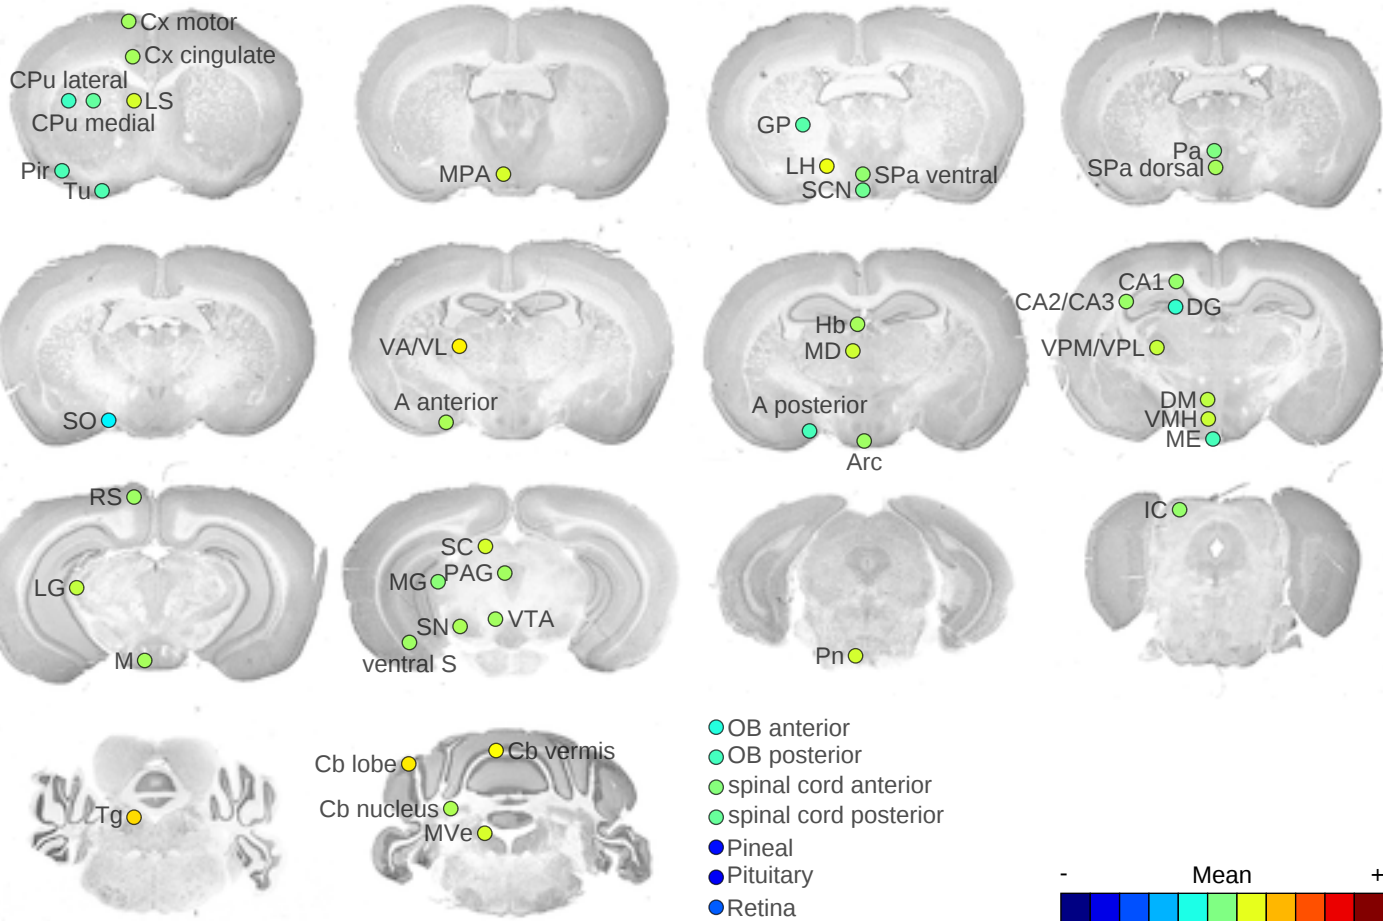 Cx motor
Cx cingulate
CPu lateral
LS
CPu medial
Pir
Tu
MPA
GP
LH
SPa ventral
SCN
Pa
SPa dorsal
SO
VA/VL
A anterior
Hb
MD
A posterior
Arc
CA1
CA2/CA3
DG
VPM/VPL
DM
VMH
ME
RS
LG
M
SC
MG
PAG
SN
VTA
ventral S
Pn
IC
Tg
Cb lobe
Cb vermis
Cb nucleus
MVe
OB anterior
OB posterior
spinal cord anterior
spinal cord posterior
Pineal
Pituitary
Retina
- Mean +